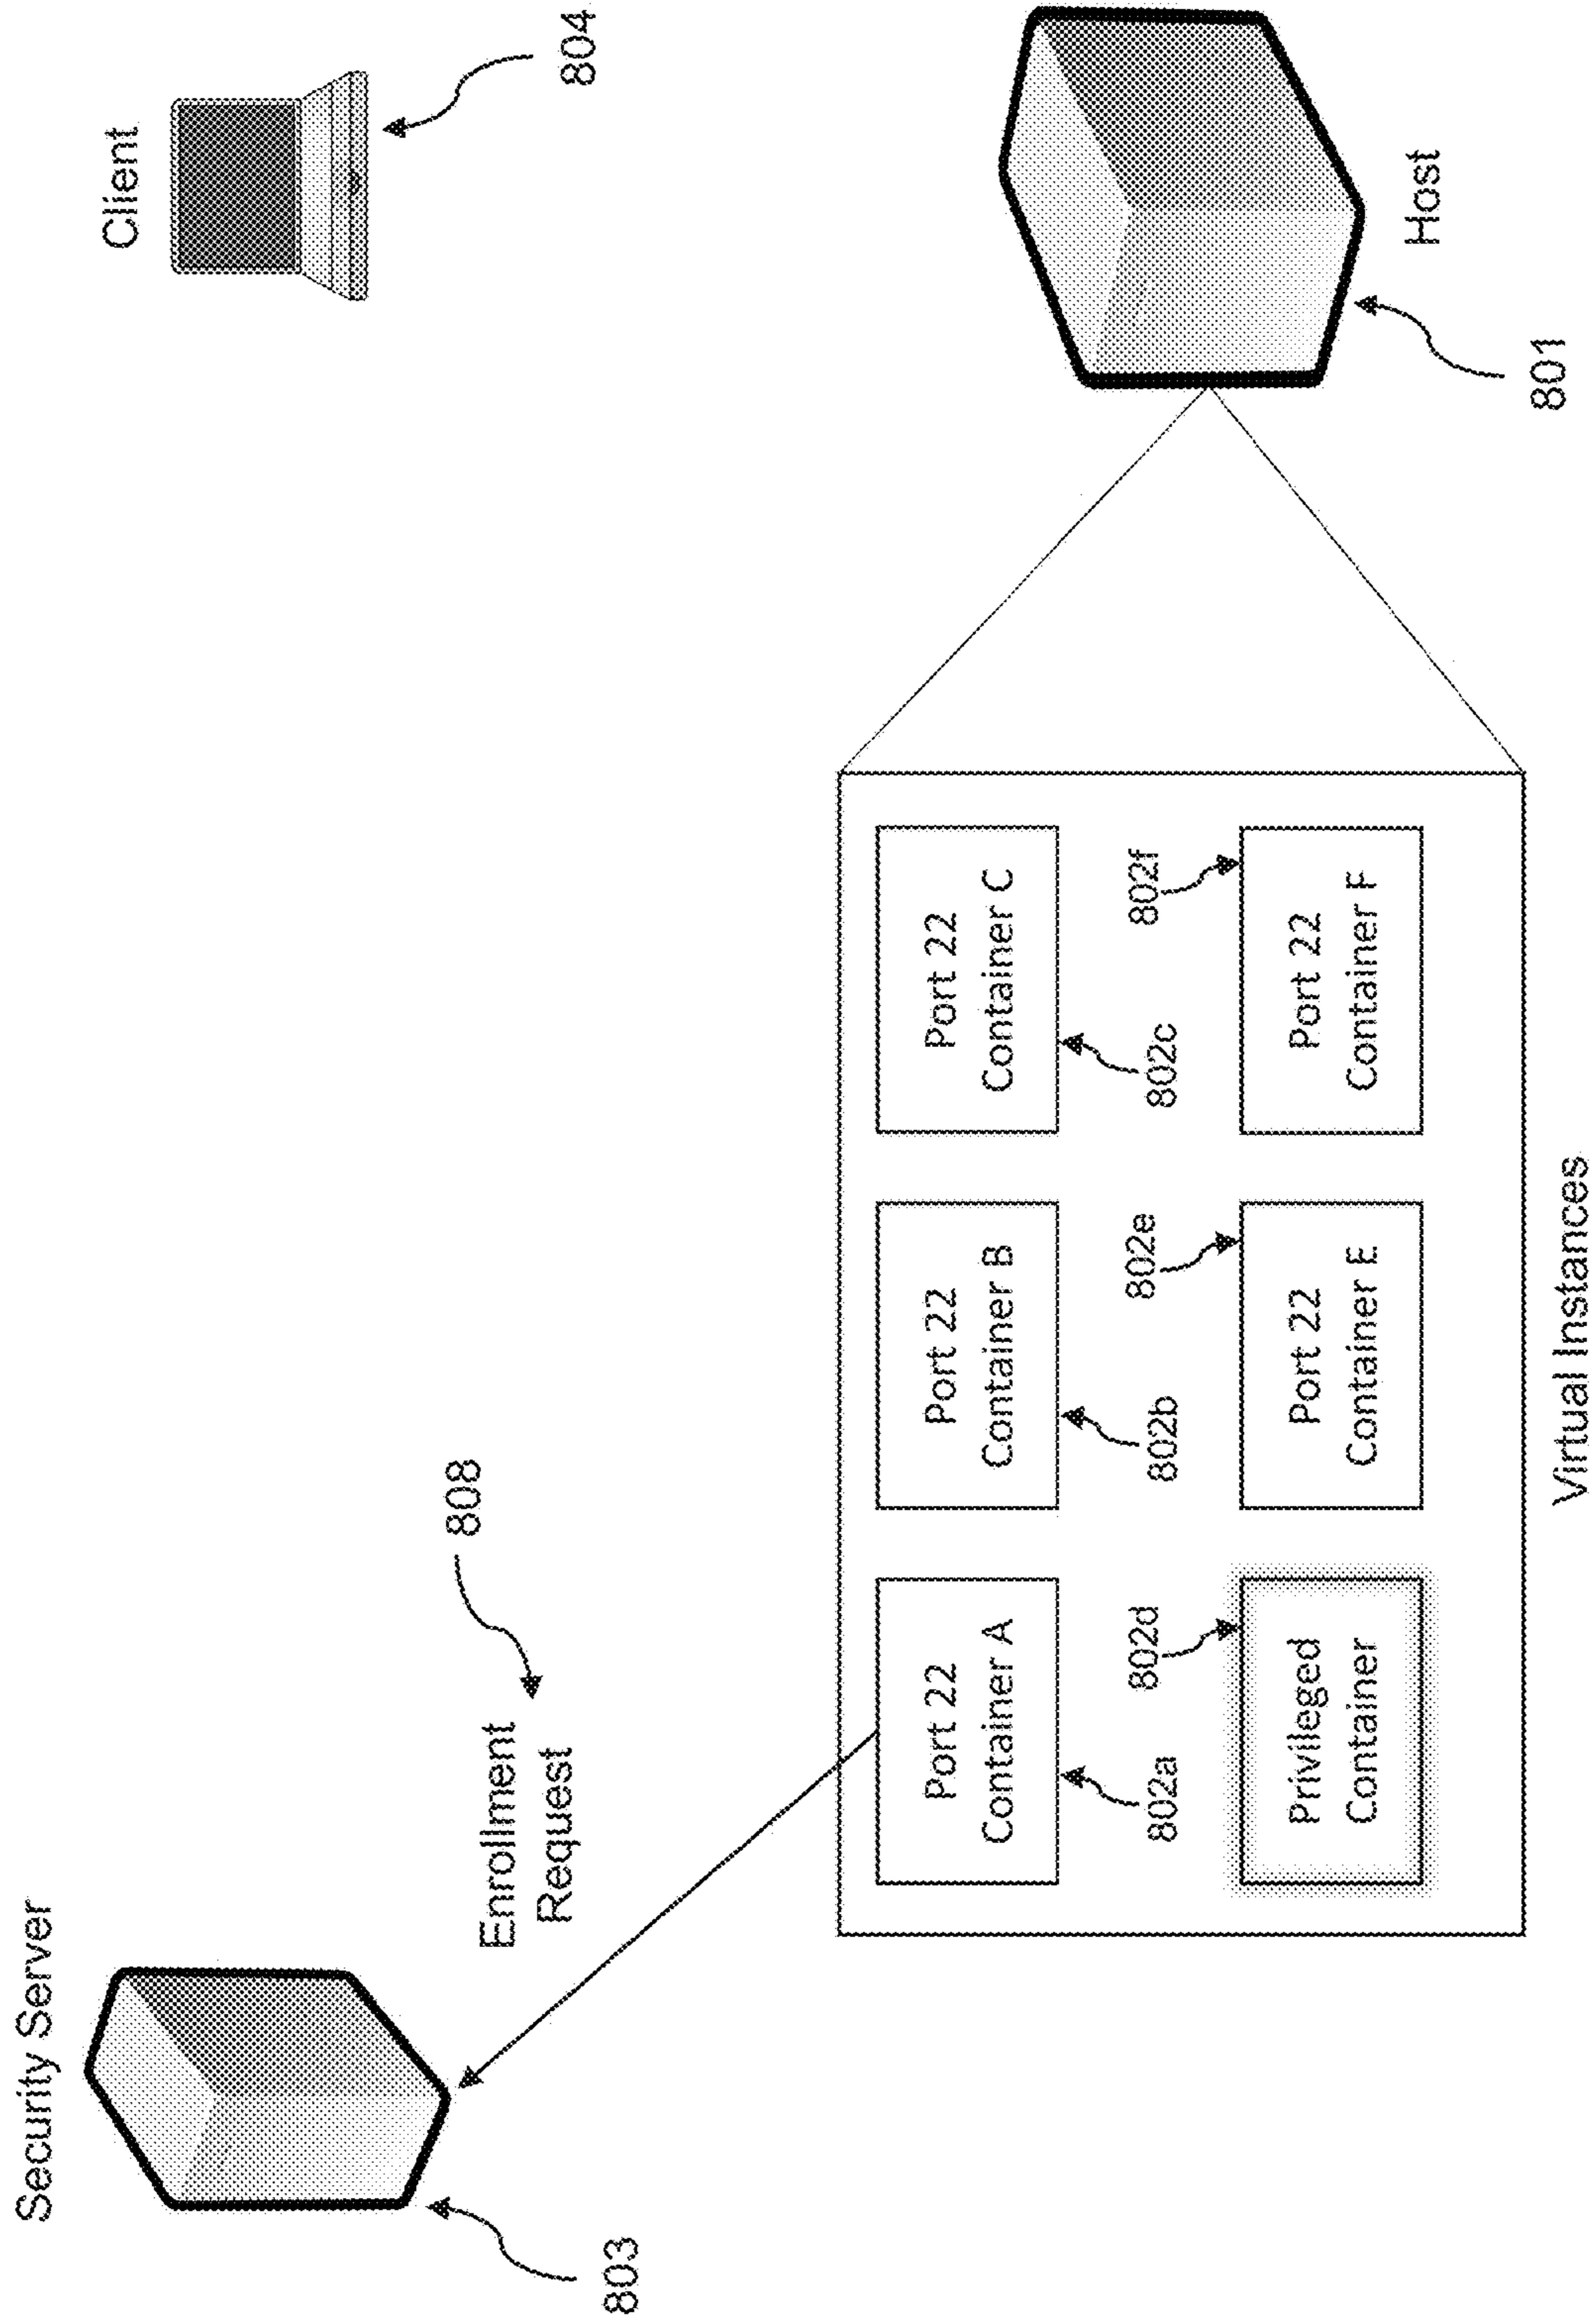 Security Server
803
Enrollment
Request
808
Client
804
Port 22
Container A
802a
Port 22
Container B
802b
Port 22
Container C
802c
802d
Privileged
Container
802e
Port 22
Container E
802f
Port 22
Container F
Virtual Instances
801
Host